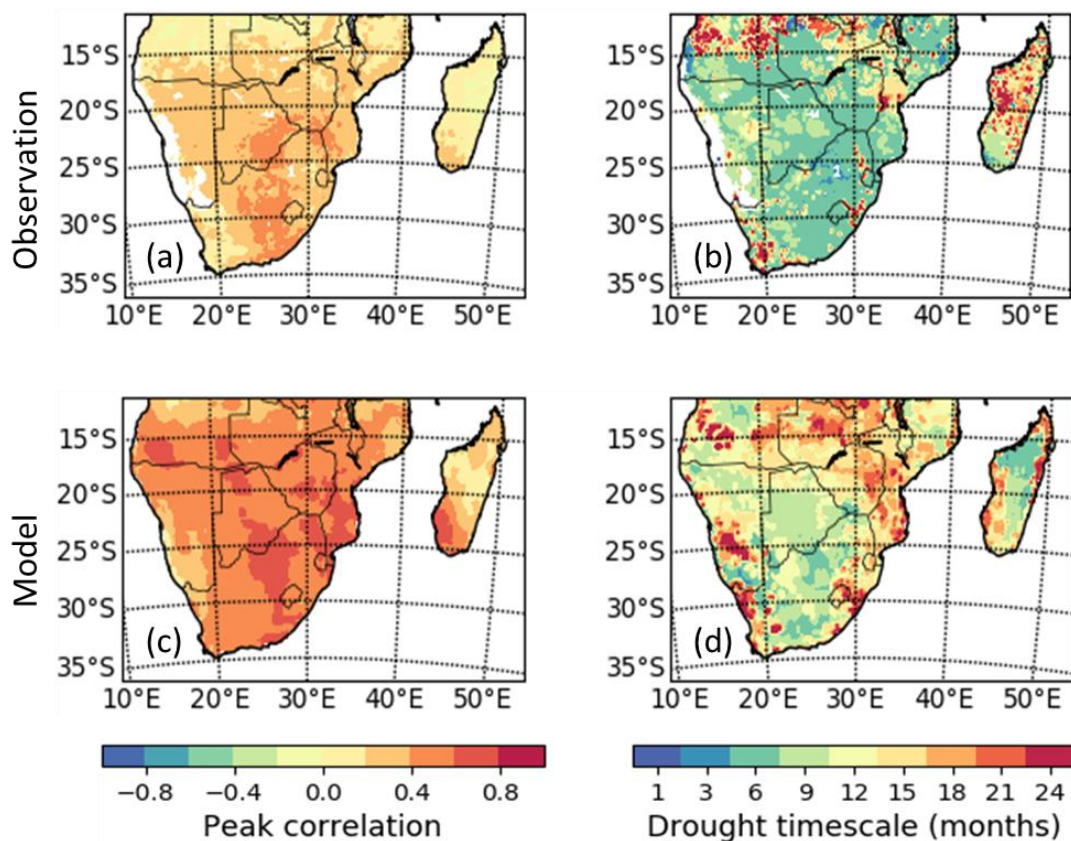 Observation
15°S
20°S
25°S
30°S
35°S
(a)
10°E 20°E 30°E 40°E 50°E
15°S
20°S
25°S
30°S
35°S
(b)
10°E 20°E 30°E 40°E 50°E
Model
15°S
20°S
25°S
30°S
35°S
(c)
10°E 20°E 30°E 40°E 50°E
15°S
20°S
25°S
30°S
35°S
(d)
10°E 20°E 30°E 40°E 50°E
−0.8 −0.4 0.0 0.4 0.8
Peak correlation
1 3 6 9 12 15 18 21 24
Drought timescale (months)